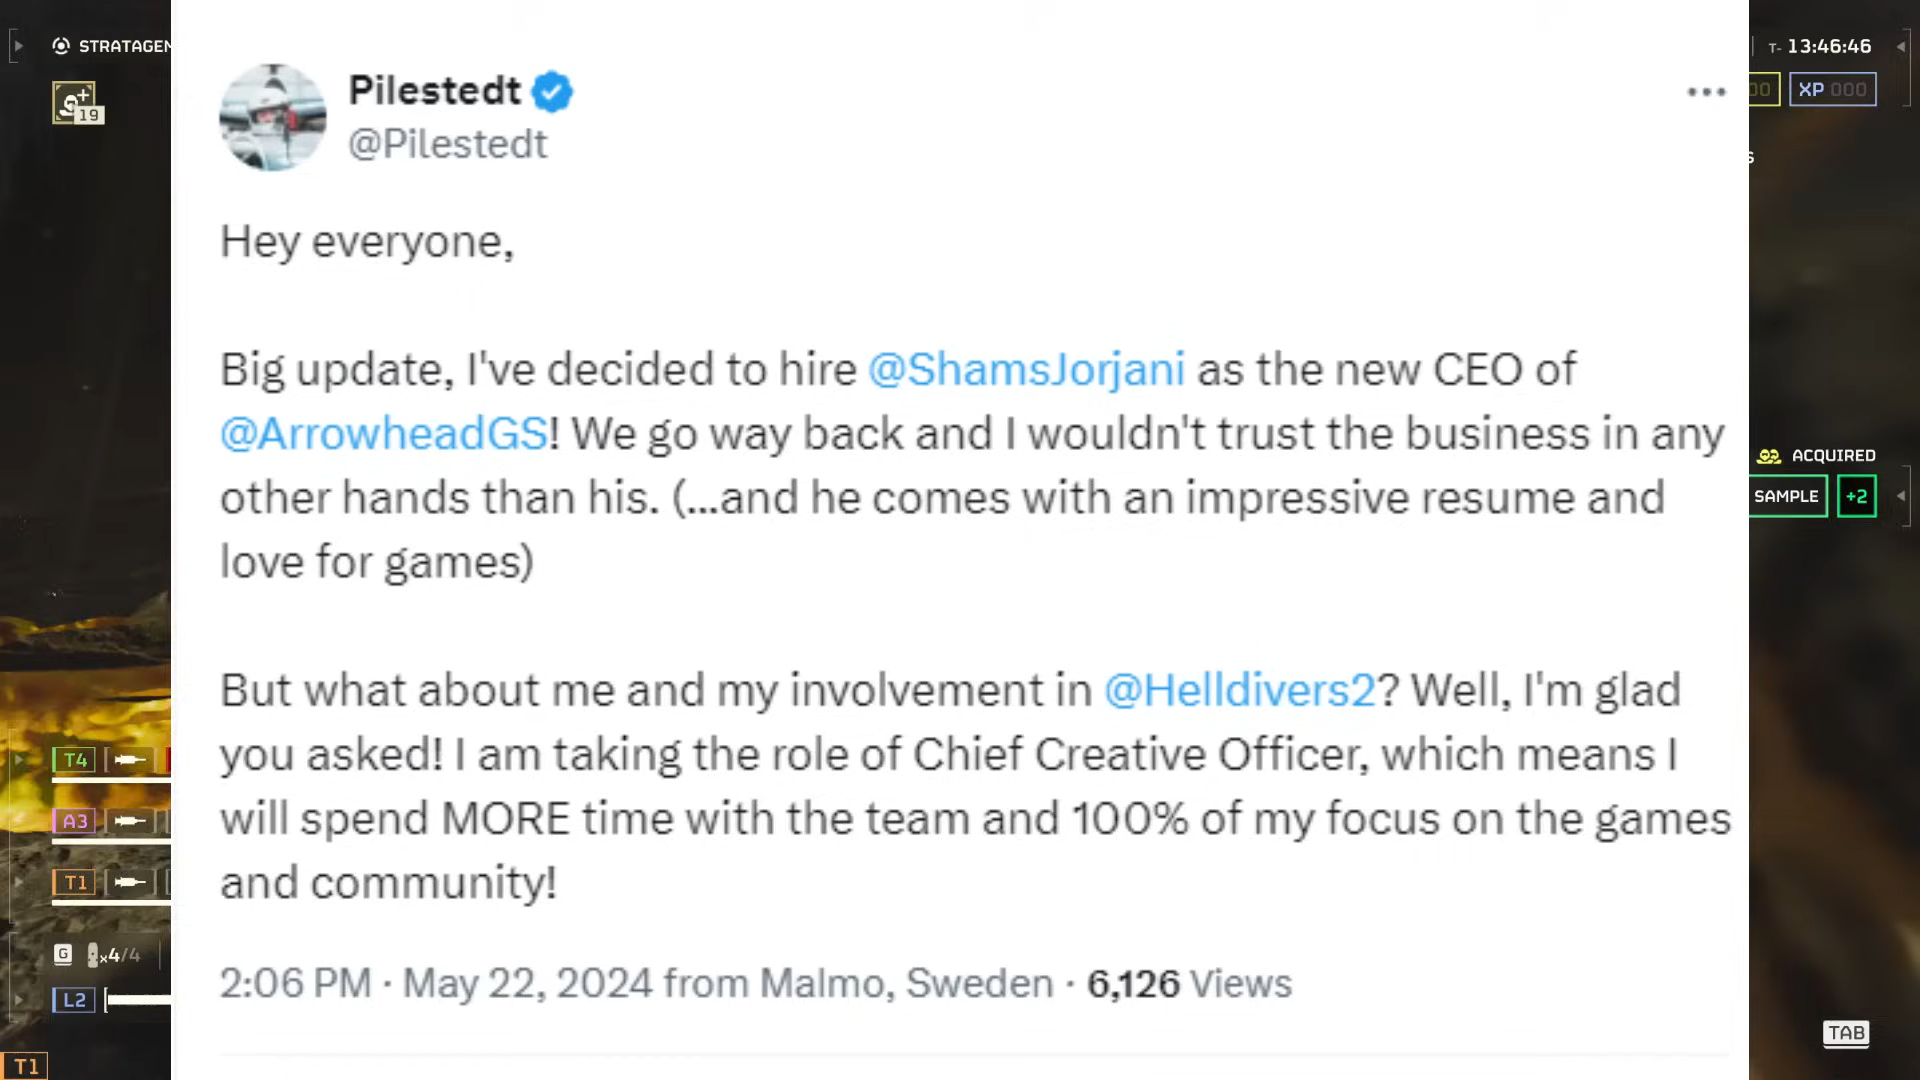 STRATAGEM
19
T- 13:46:46
XP 000
Pilestedt
@Pilestedt
Hey everyone,
Big update, I've decided to hire @ShamsJorjani as the new CEO of
@ArrowheadGS! We go way back and I wouldn't trust the business in any
other hands than his. (...and he comes with an impressive resume and
love for games)
But what about me and my involvement in @Helldivers2? Well, I'm glad
you asked! I am taking the role of Chief Creative Officer, which means I
will spend MORE time with the team and 100% of my focus on the games
and community!
2:06 PM · May 22, 2024 from Malmo, Sweden · 6,126 Views
ACQUIRED
SAMPLE +2
T4
A3
T1
G x4/4
L2
T1
TAB